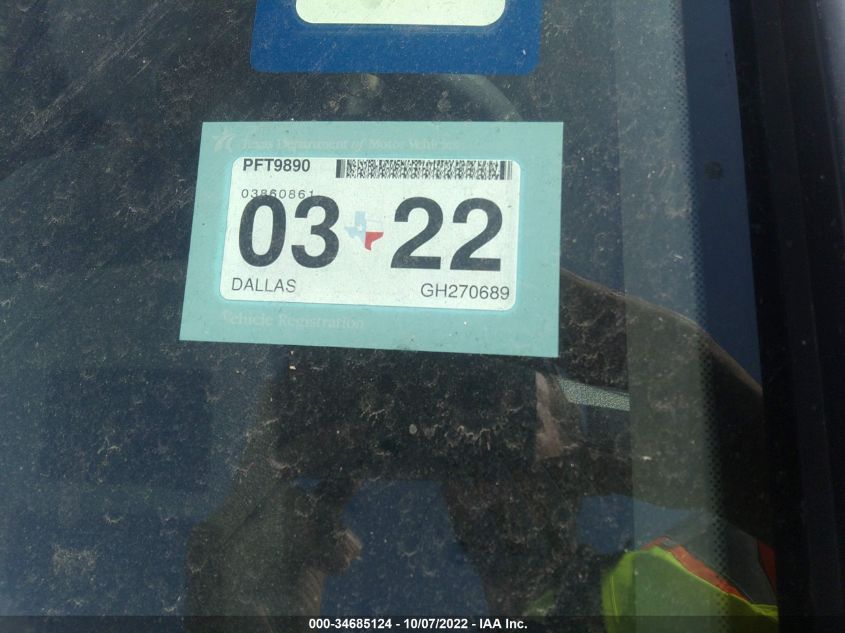 Texas Department of Motor Vehicles
PFT9890
03860861
03 22
DALLAS GH270689
Vehicle Registration
000-34685124 - 10/07/2022 - IAA Inc.